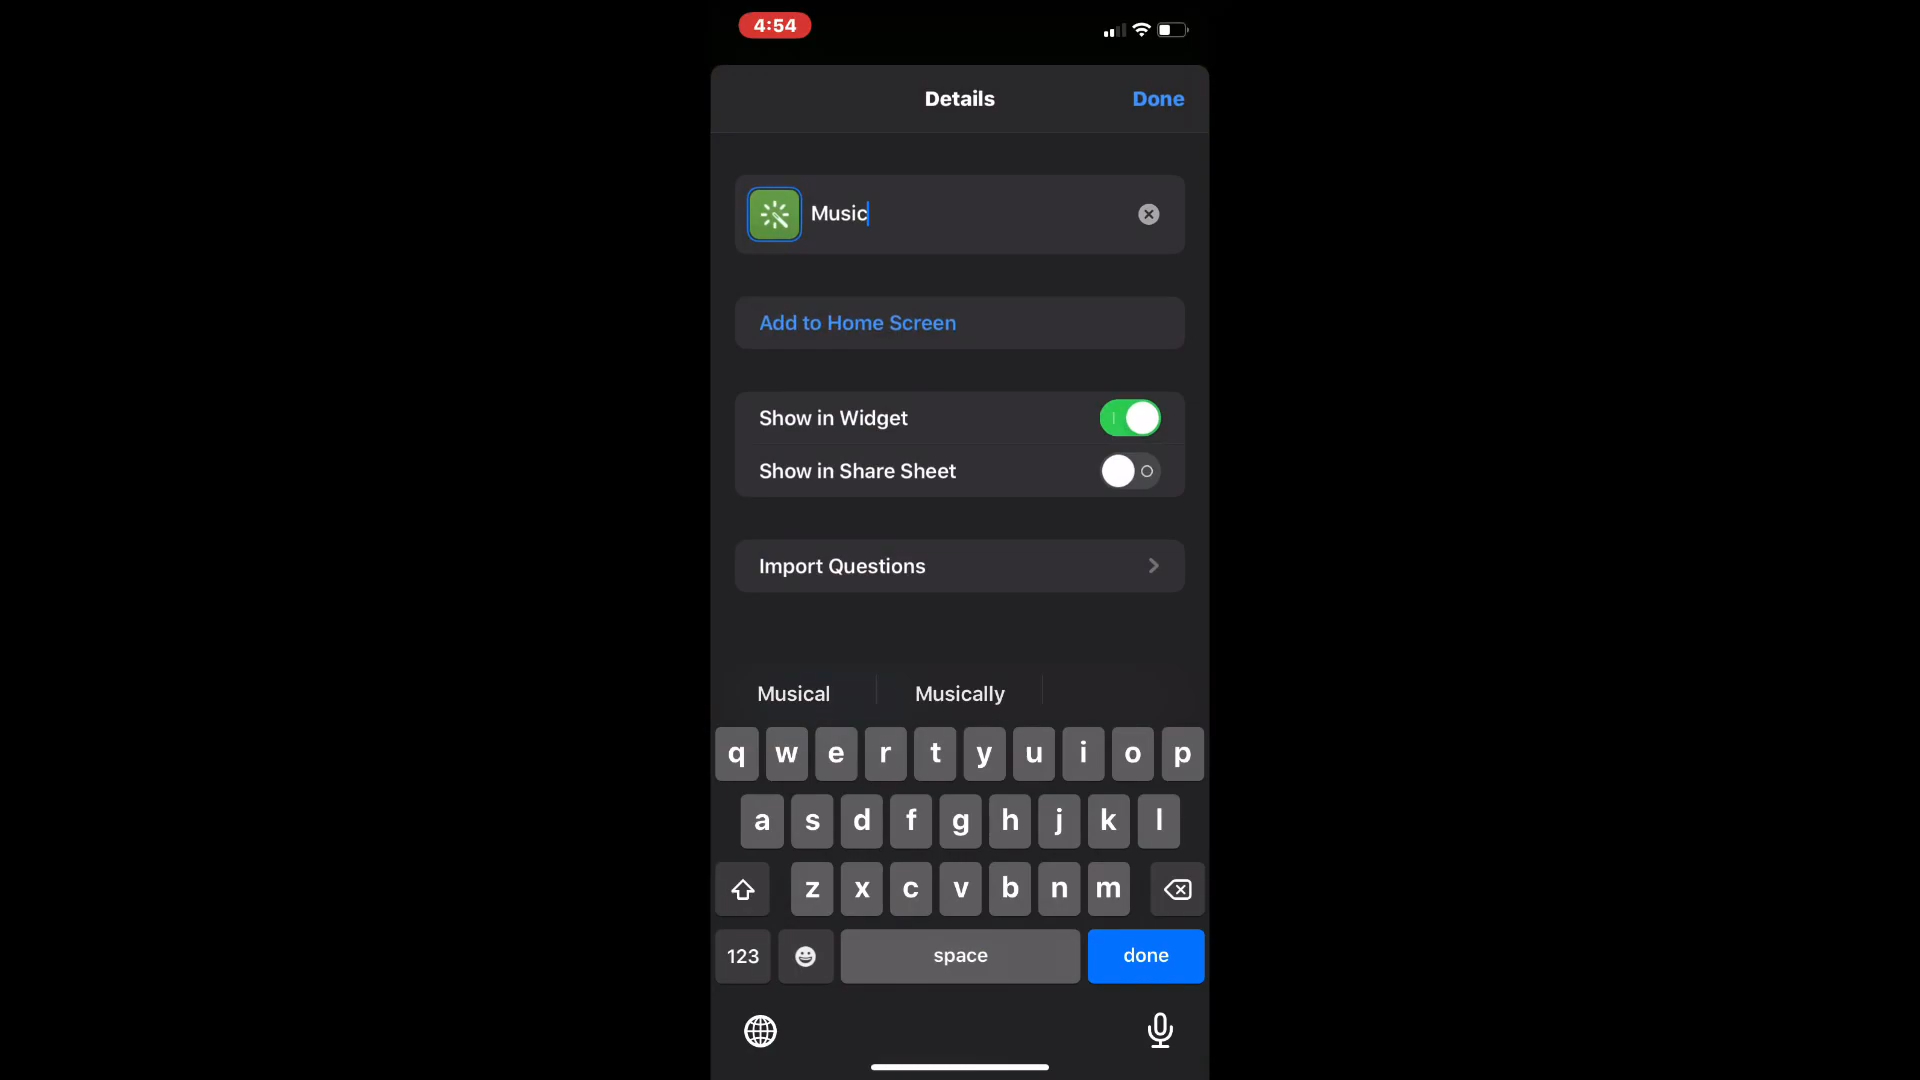 4:54
Details
Done
Music
Add to Home Screen
Show in Widget
Show in Share Sheet
Import Questions
Musical
Musically
q w e r t y u i o p
a s d f g h j k l
z x c v b n m
123
space
done